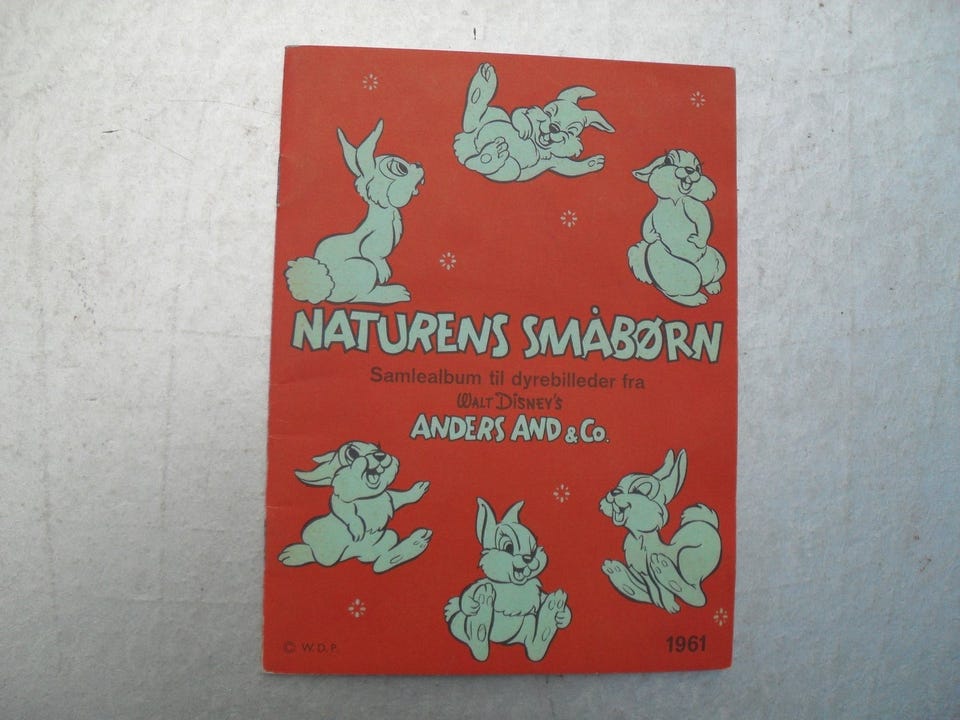 NATURENS SMÅBØRN
Samlealbum til dyrebilleder fra
WALT DISNEY'S
ANDERS AND & Co.
© W.D.P.
1961